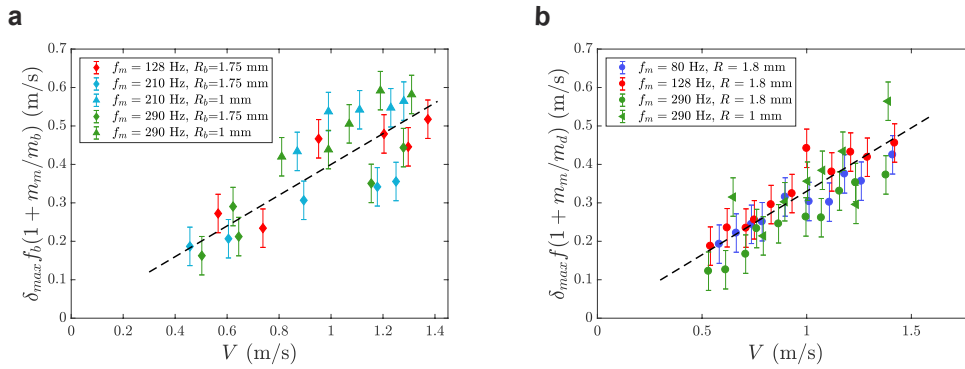 a
b
δ_max f_b(1 + m_m/m_b) (m/s)
0.7
0.6
0.5
0.4
0.3
0.2
0.1
0
f_m = 128 Hz, R_b=1.75 mm
f_m = 210 Hz, R_b=1.75 mm
f_m = 210 Hz, R_b=1 mm
f_m = 290 Hz, R_b=1.75 mm
f_m = 290 Hz, R_b=1 mm
0 0.2 0.4 0.6 0.8 1 1.2 1.4
V (m/s)
δ_max f_b(1 + m_m/m_d) (m/s)
0.7
0.6
0.5
0.4
0.3
0.2
0.1
0
f_m = 80 Hz, R = 1.8 mm
f_m = 128 Hz, R = 1.8 mm
f_m = 290 Hz, R = 1.8 mm
f_m = 290 Hz, R = 1 mm
0 0.5 1 1.5
V (m/s)